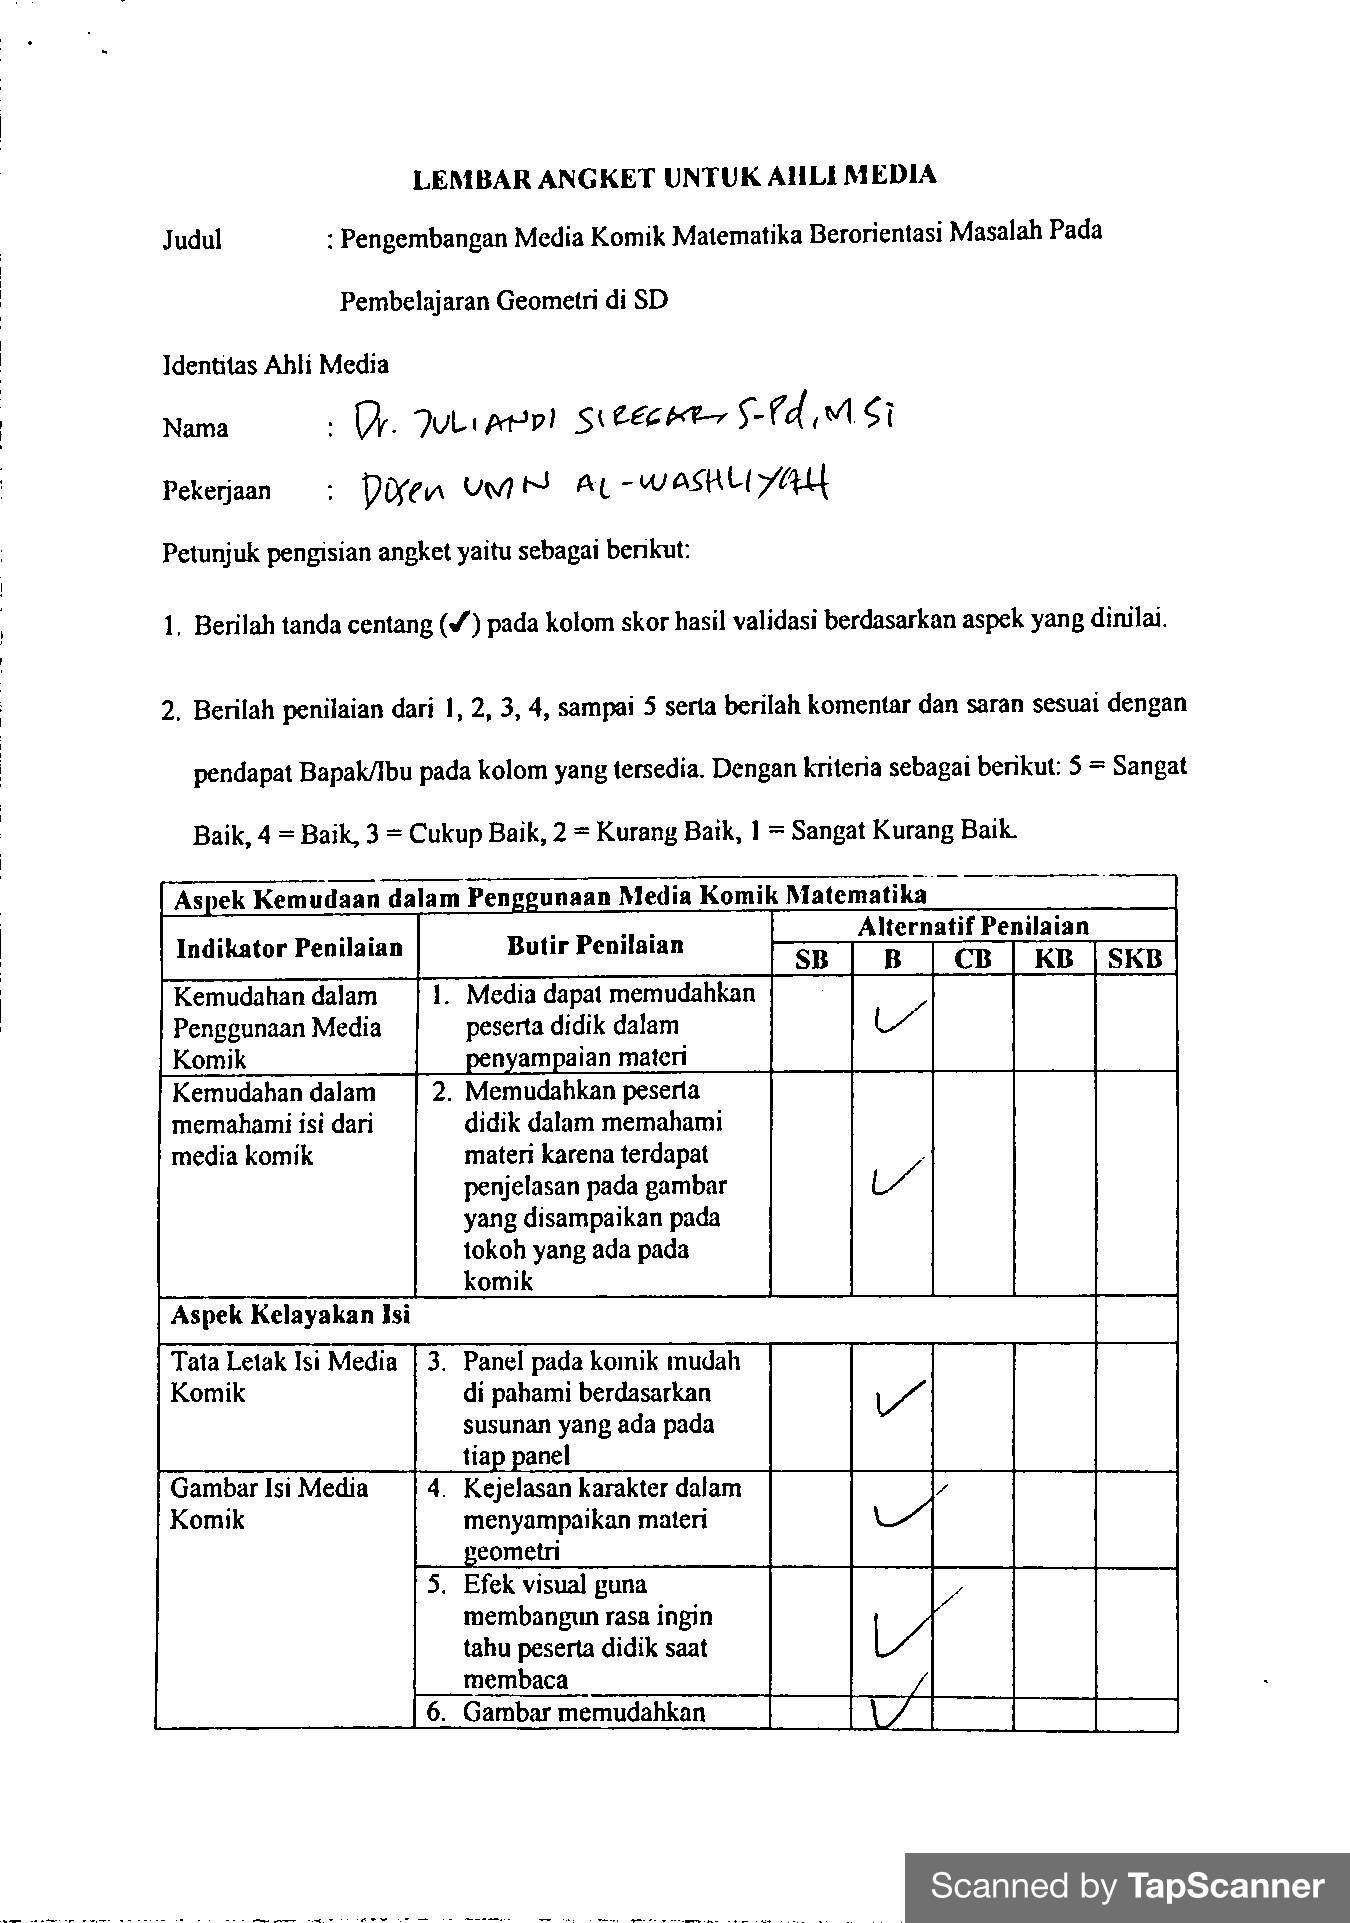 LEMBAR ANGKET UNTUK AHLI MEDIA
Judul : Pengembangan Media Komik Matematika Berorientasi Masalah Pada
Pembelajaran Geometri di SD
Identitas Ahli Media
Nama : Dr. JULIANDI SIREGAR, S.Pd, M.Si
Pekerjaan : Dosen UMN AL-WASHLIYAH
Petunjuk pengisian angket yaitu sebagai berikut:
1. Berilah tanda centang (✓) pada kolom skor hasil validasi berdasarkan aspek yang dinilai.
2. Berilah penilaian dari 1, 2, 3, 4, sampai 5 serta berilah komentar dan saran sesuai dengan
pendapat Bapak/Ibu pada kolom yang tersedia. Dengan kriteria sebagai berikut: 5 = Sangat
Baik, 4 = Baik, 3 = Cukup Baik, 2 = Kurang Baik, 1 = Sangat Kurang Baik.
Aspek Kemudaan dalam Penggunaan Media Komik Matematika
Indikator Penilaian Butir Penilaian Alternatif Penilaian
SB B CB KB SKB
Kemudahan dalam 1. Media dapat memudahkan
Penggunaan Media peserta didik dalam ✓
Komik penyampaian materi
Kemudahan dalam 2. Memudahkan peserta
memahami isi dari didik dalam memahami
media komik materi karena terdapat
penjelasan pada gambar ✓
yang disampaikan pada
tokoh yang ada pada
komik
Aspek Kelayakan Isi
Tata Letak Isi Media 3. Panel pada komik mudah
Komik di pahami berdasarkan ✓
susunan yang ada pada
tiap panel
Gambar Isi Media 4. Kejelasan karakter dalam
Komik menyampaikan materi ✓
geometri
5. Efek visual guna
membangun rasa ingin
tahu peserta didik saat ✓
membaca
6. Gambar memudahkan ✓
Scanned by TapScanner